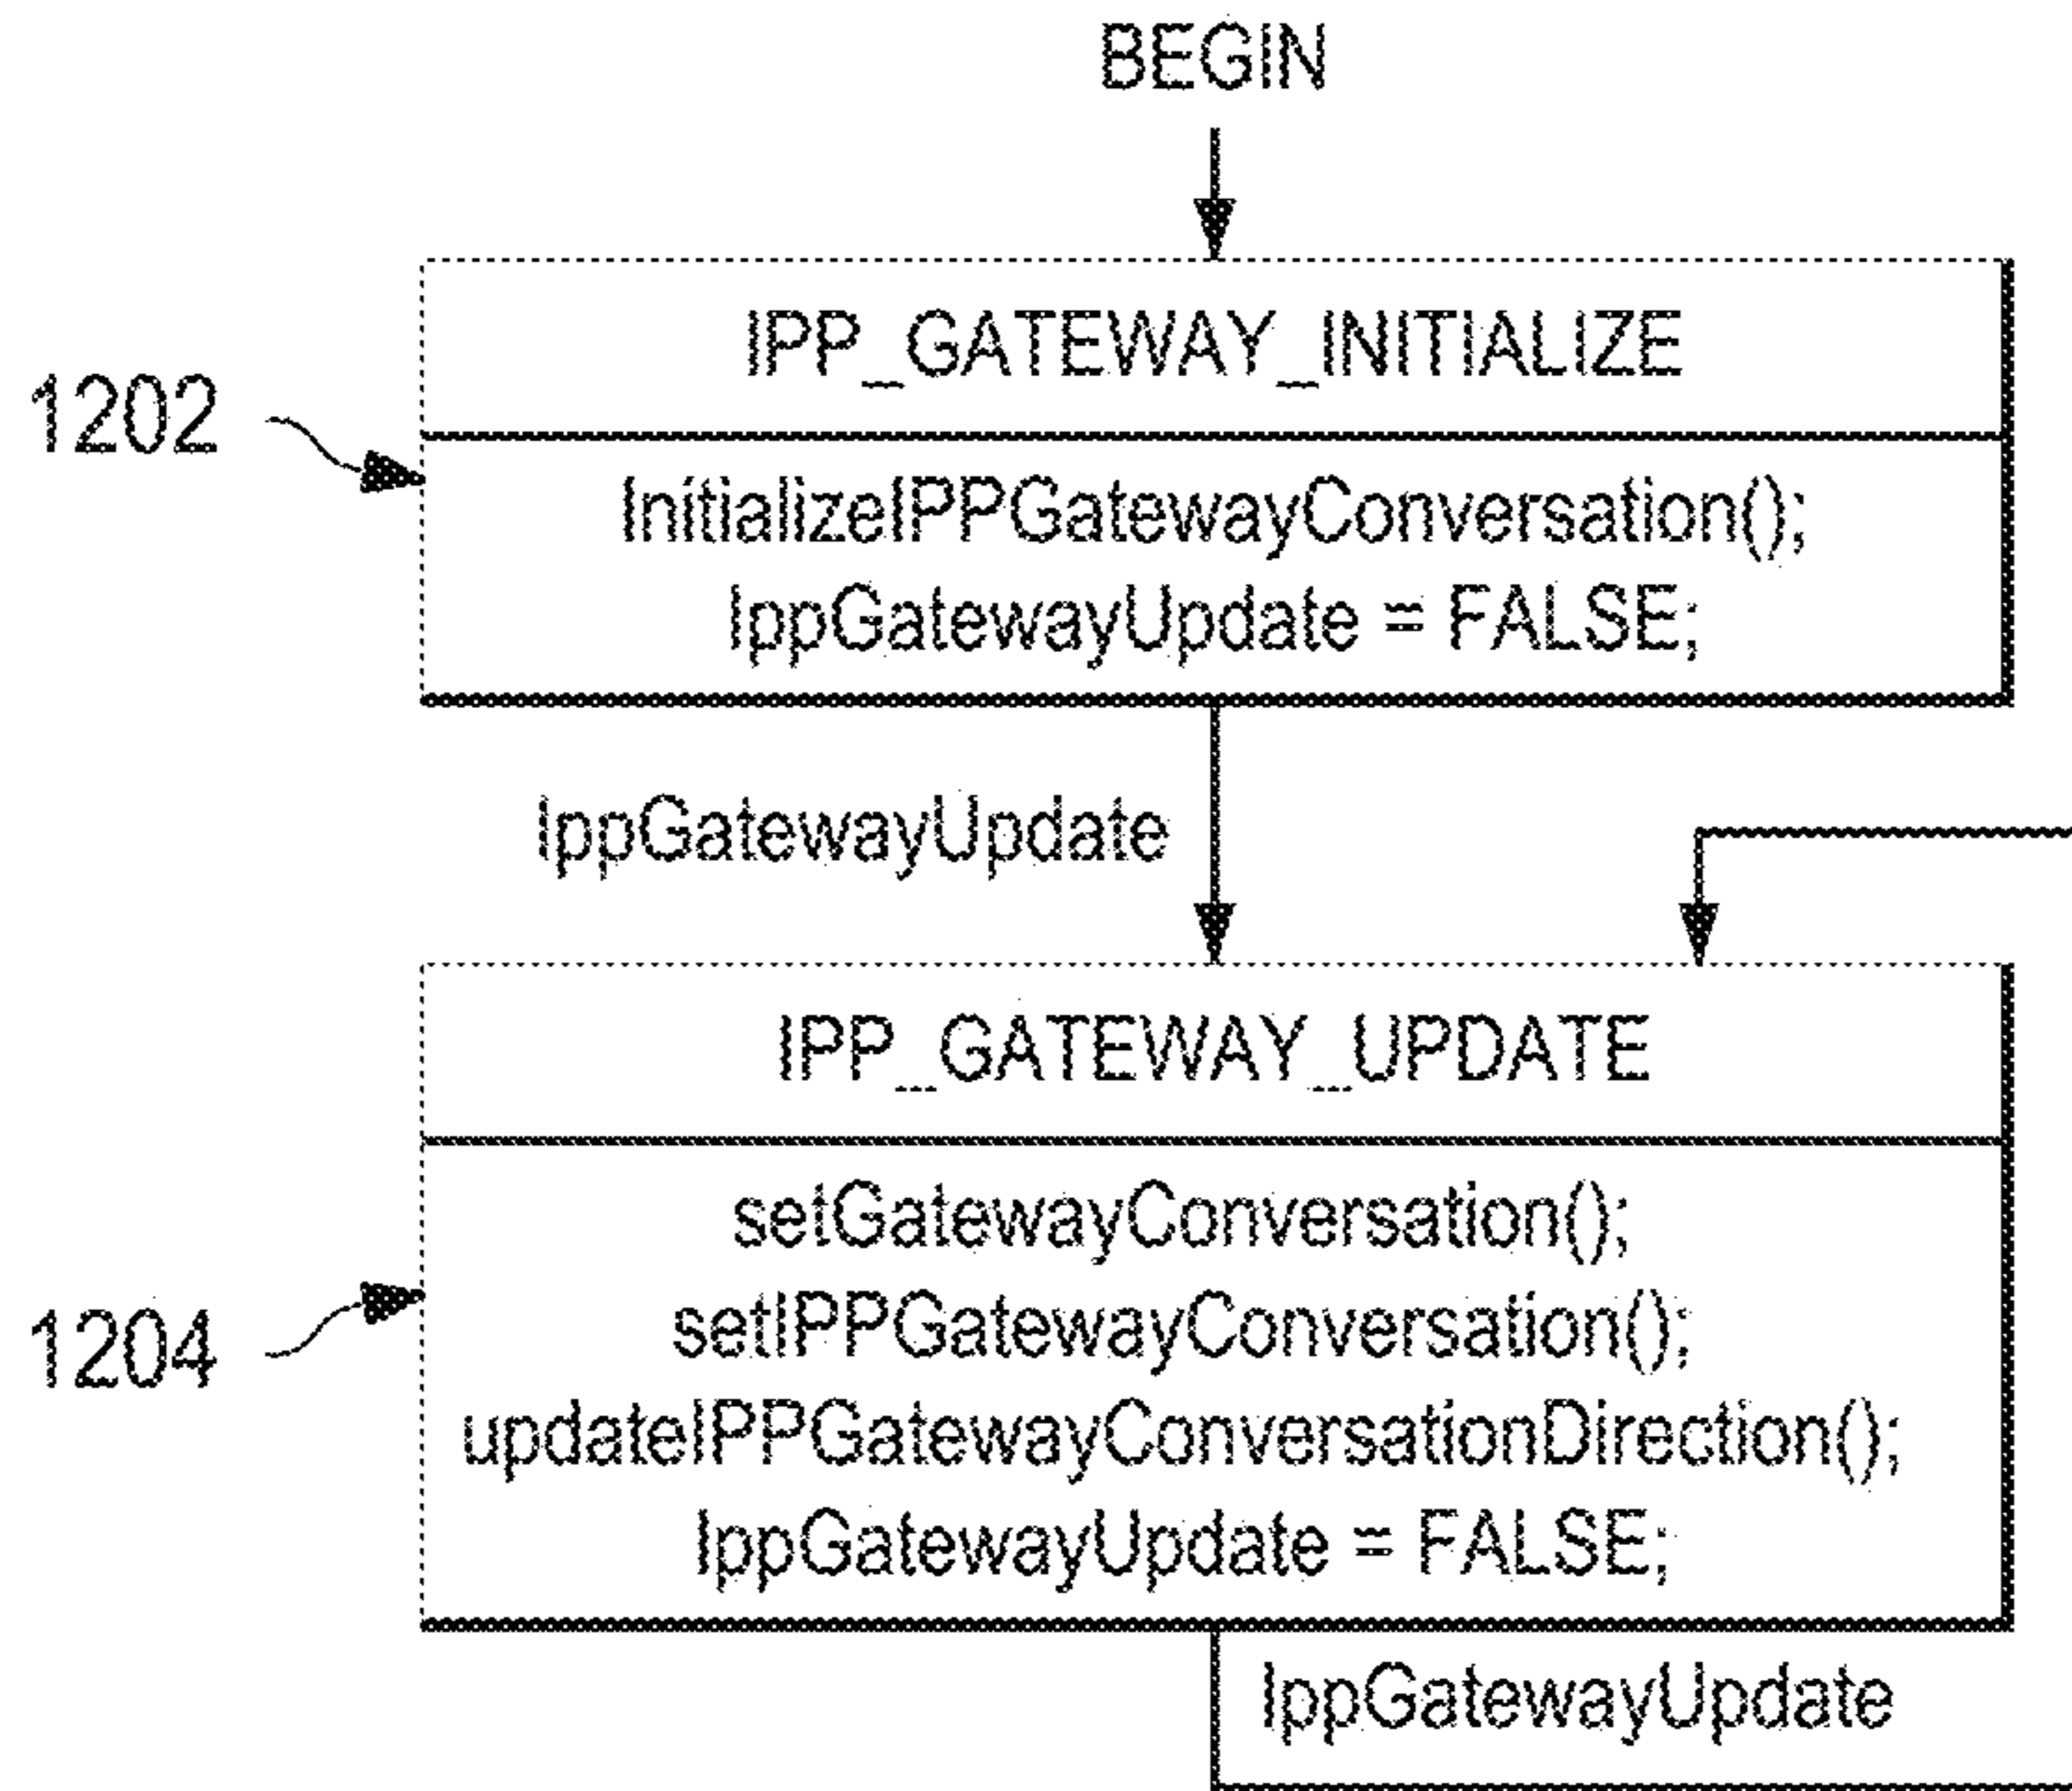 BEGIN
IPP_GATEWAY_INITIALIZE
1202
InitializeIPPGatewayConversation();
IppGatewayUpdate = FALSE;
IppGatewayUpdate
IPP_GATEWAY_UPDATE
setGatewayConversation();
setIPPGatewayConversation();
1204
updateIPPGatewayConversationDirection();
IppGatewayUpdate = FALSE;
IppGatewayUpdate